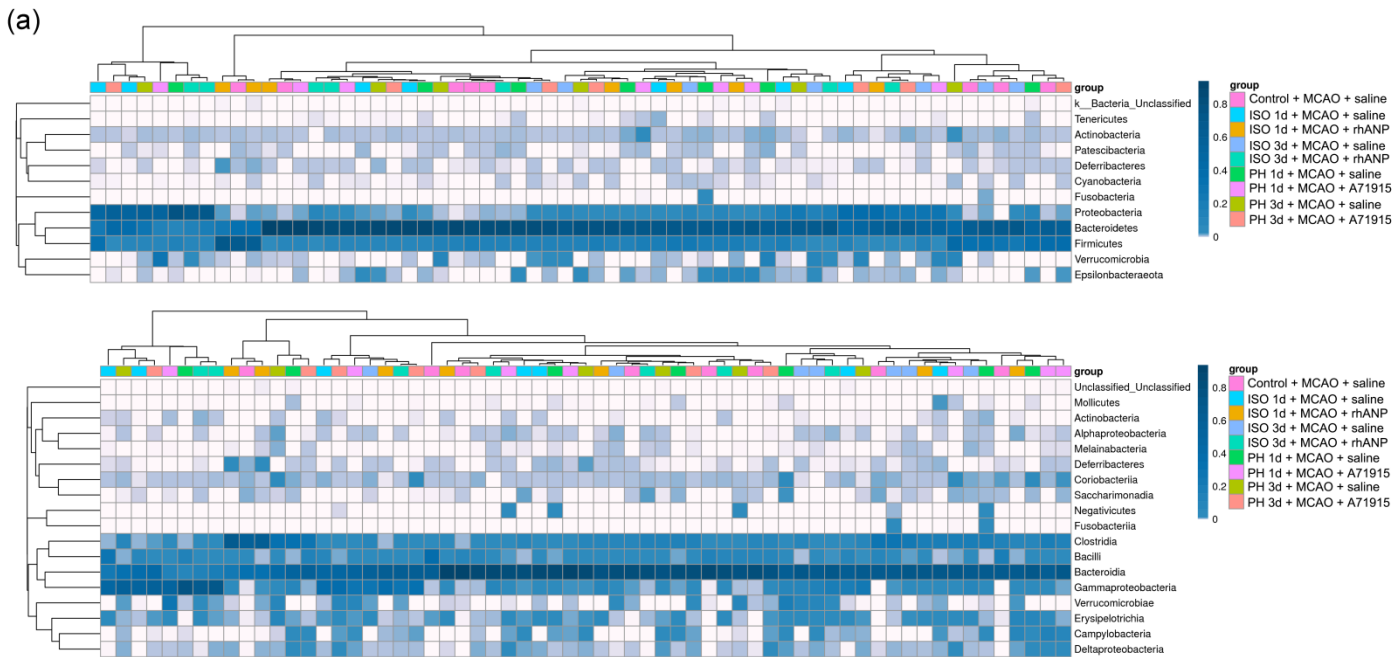 (a)
group
k__Bacteria_Unclassified
Tenericutes
Actinobacteria
Patescibacteria
Deferribacteres
Cyanobacteria
Fusobacteria
Proteobacteria
Bacteroidetes
Firmicutes
Verrucomicrobia
Epsilonbacteraeota
0.8
0.6
0.4
0.2
0
group
Control + MCAO + saline
ISO 1d + MCAO + saline
ISO 1d + MCAO + rhANP
ISO 3d + MCAO + saline
ISO 3d + MCAO + rhANP
PH 1d + MCAO + saline
PH 1d + MCAO + A71915
PH 3d + MCAO + saline
PH 3d + MCAO + A71915
group
Unclassified_Unclassified
Mollicutes
Actinobacteria
Alphaproteobacteria
Melainabacteria
Deferribacteres
Coriobacteriia
Saccharimonadia
Negativicutes
Fusobacteriia
Clostridia
Bacilli
Bacteroidia
Gammaproteobacteria
Verrucomicrobiae
Erysipelotrichia
Campylobacteria
Deltaproteobacteria
0.8
0.6
0.4
0.2
0
group
Control + MCAO + saline
ISO 1d + MCAO + saline
ISO 1d + MCAO + rhANP
ISO 3d + MCAO + saline
ISO 3d + MCAO + rhANP
PH 1d + MCAO + saline
PH 1d + MCAO + A71915
PH 3d + MCAO + saline
PH 3d + MCAO + A71915